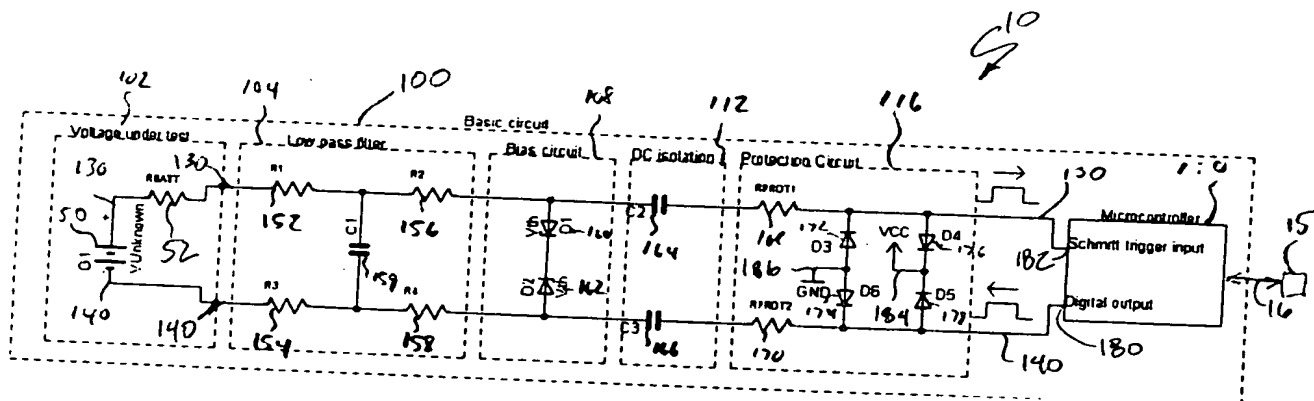 10
102
104
100
108
112
116
Basic circuit
Voltage under test
Low pass filter
Bias circuit
DC isolation
Protection Circuit
130
130
RBATT
R1
R2
C2
RPROT1
130
Microcontroller
15
50
52
152
156
164
168
172
D3
VCC
D4
176
182
Schmitt trigger input
+
VUnknown
C1
159
D1
160
D2
162
186
GND
D6
174
184
D5
178
Digital output
16
140
140
R3
R4
C3
RPROT2
180
154
158
166
170
140